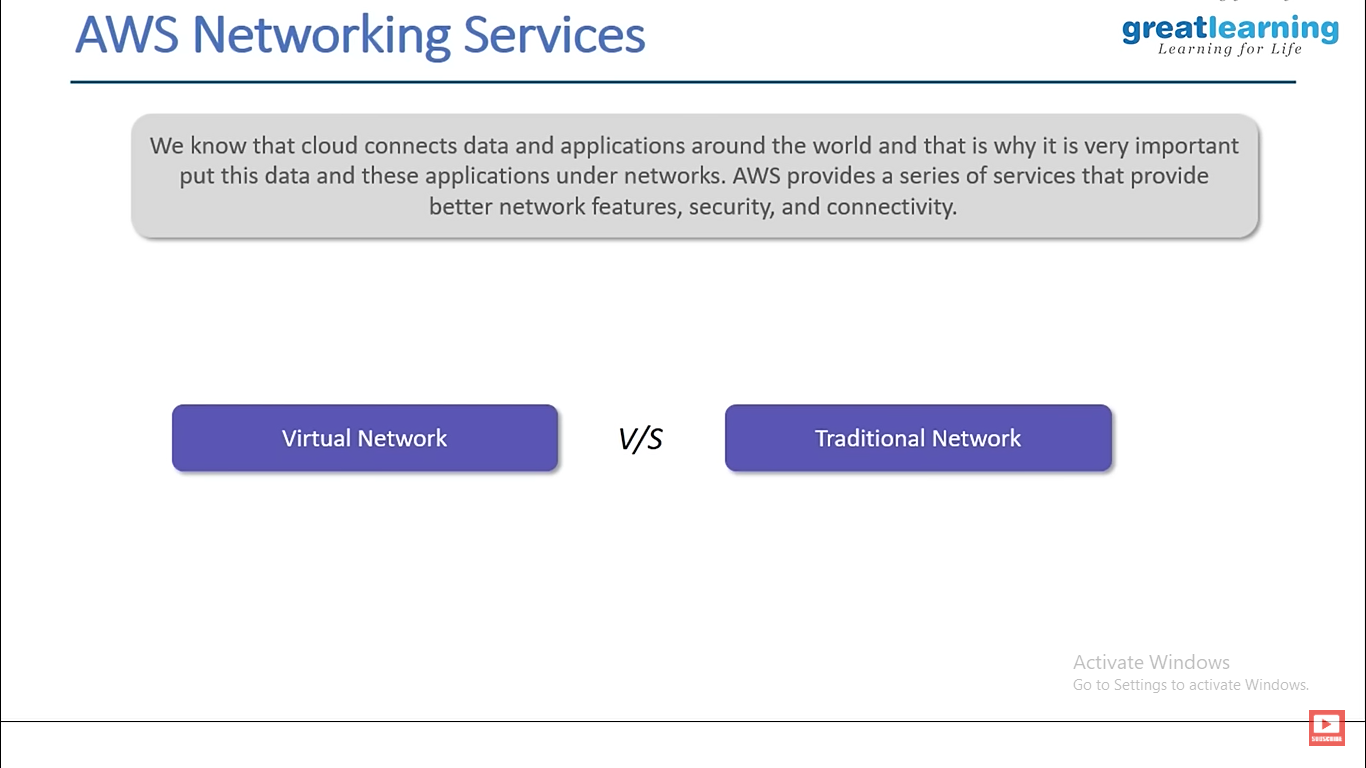 AWS Networking Services
greatlearning
Learning for Life
We know that cloud connects data and applications around the world and that is why it is very important
put this data and these applications under networks. AWS provides a series of services that provide
better network features, security, and connectivity.
Virtual Network
V/S
Traditional Network
Activate Windows
Go to Settings to activate Windows.
SUBSCRIBE